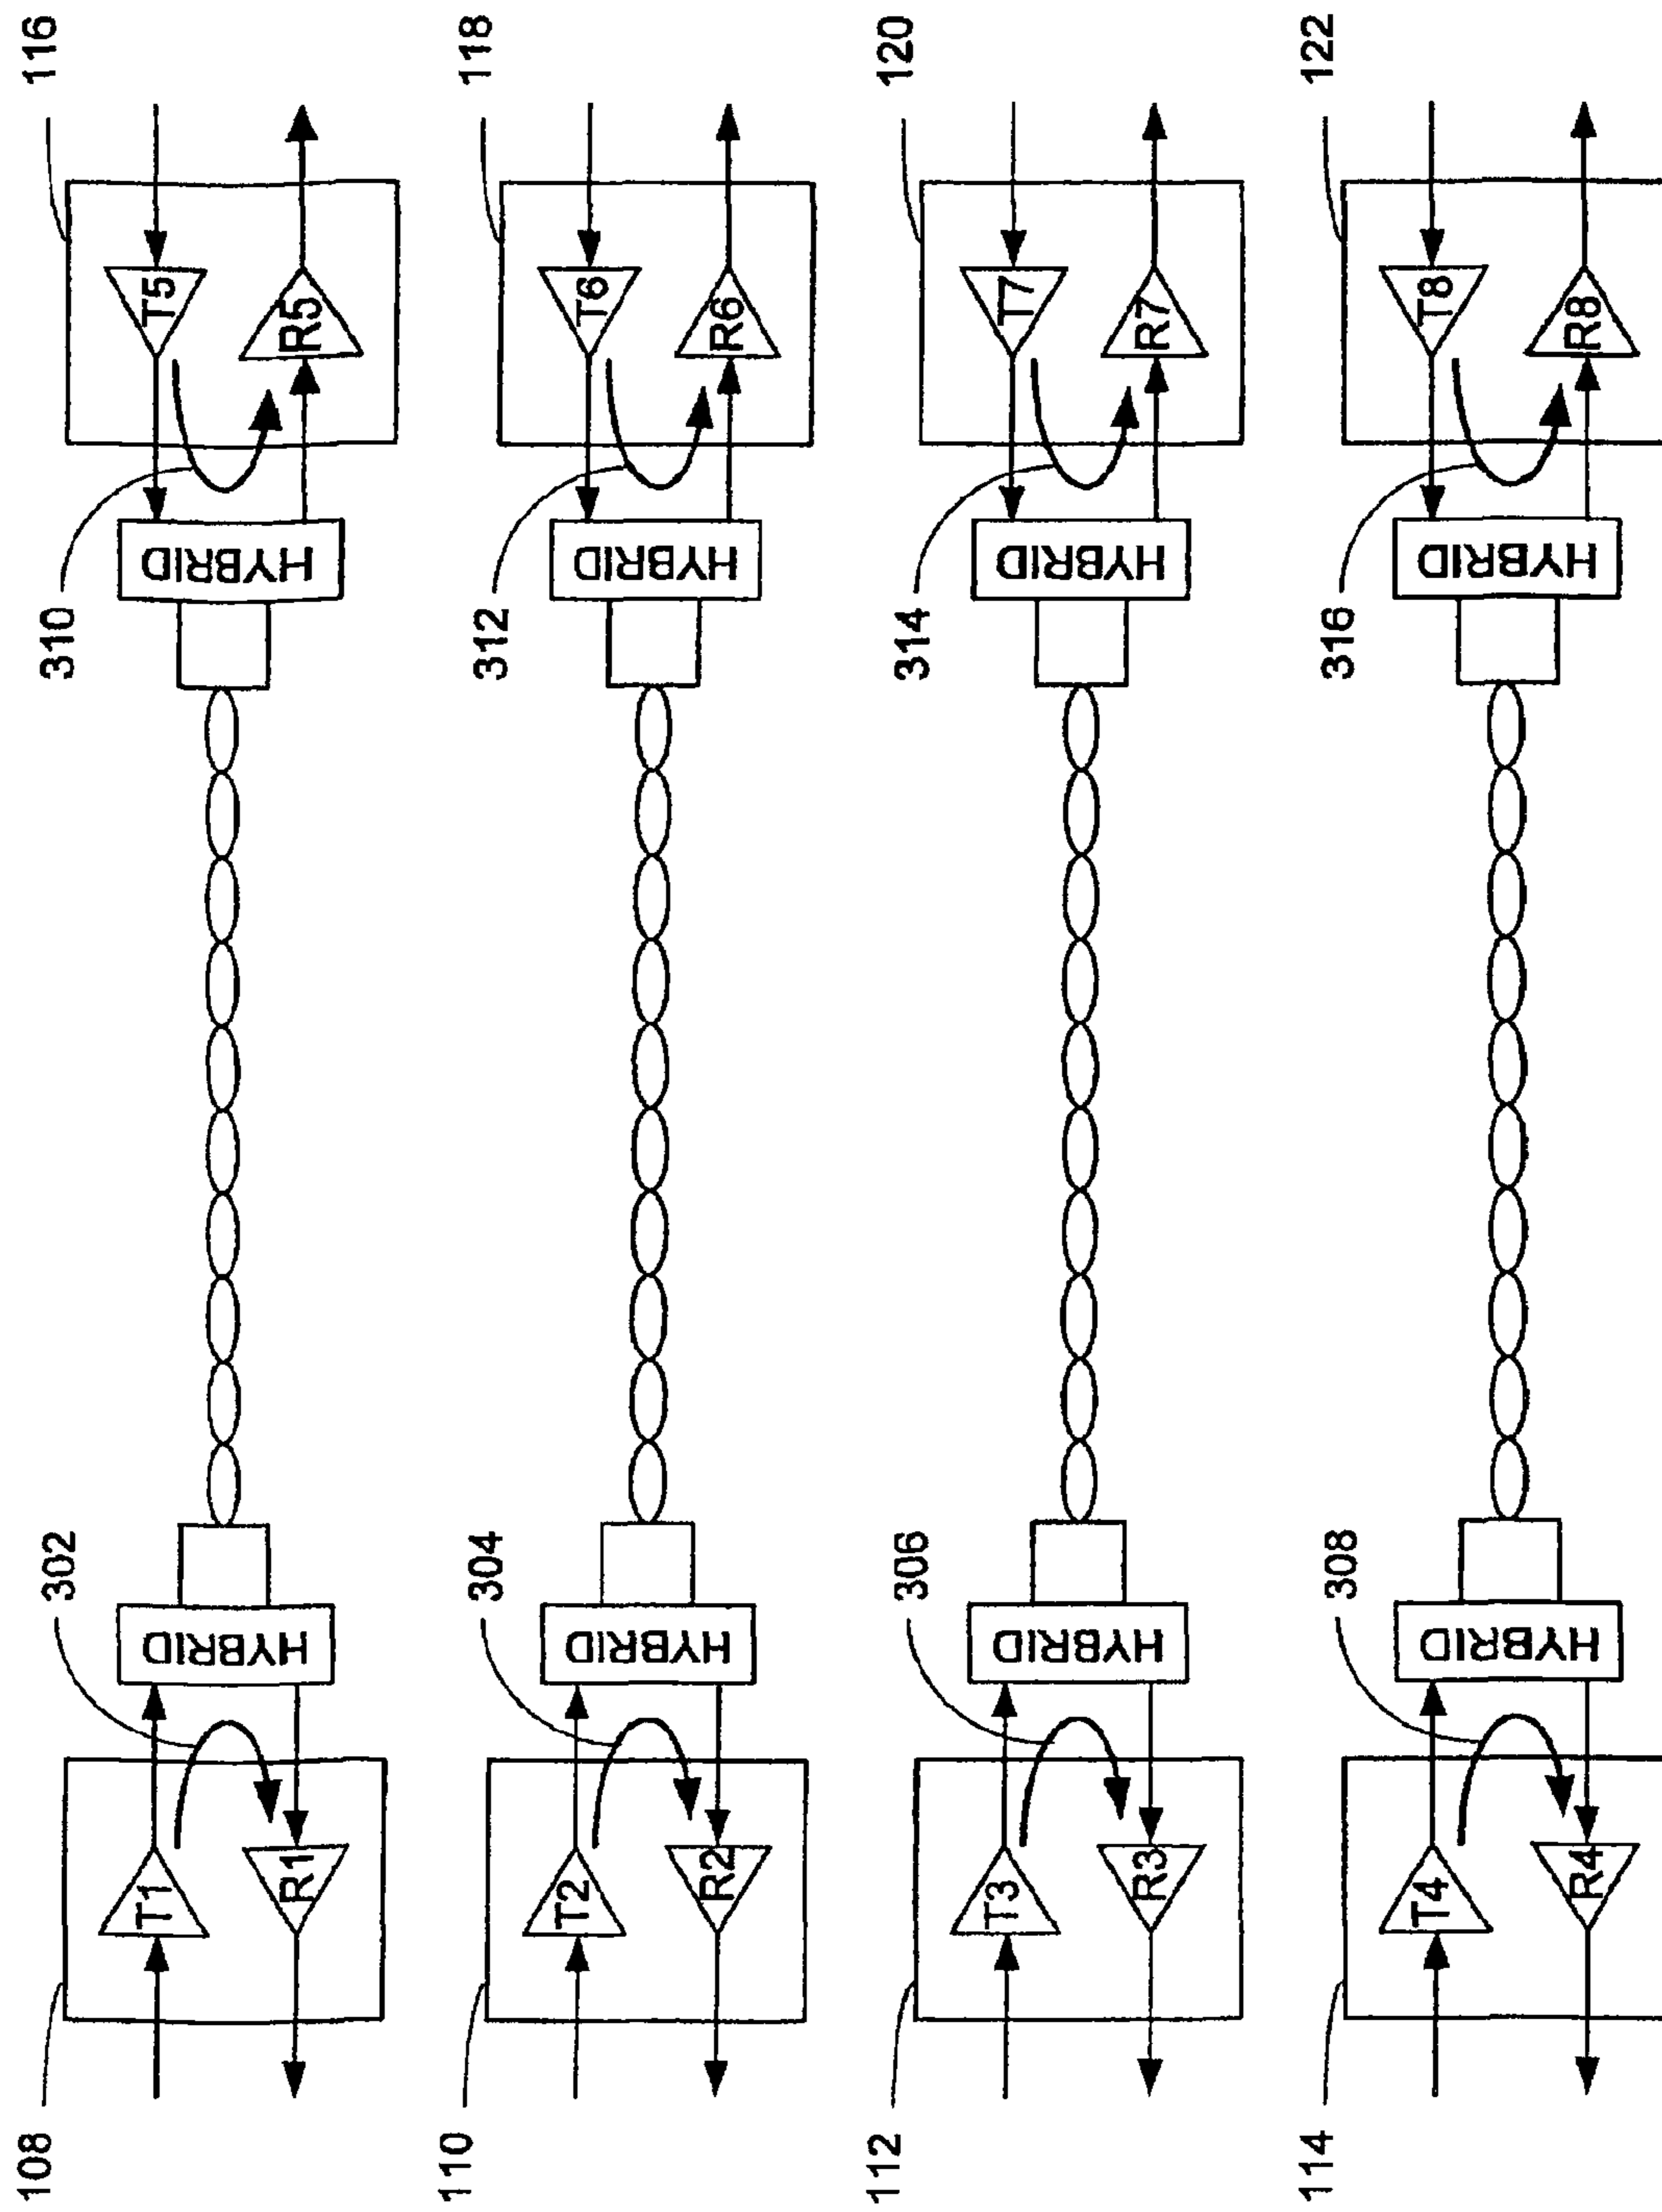 108
T1
R1
302
HYBRID
HYBRID
310
T5
R5
116
110
T2
R2
304
HYBRID
HYBRID
312
T6
R6
118
112
T3
R3
306
HYBRID
HYBRID
314
T7
R7
120
114
T4
R4
308
HYBRID
HYBRID
316
T8
R8
122